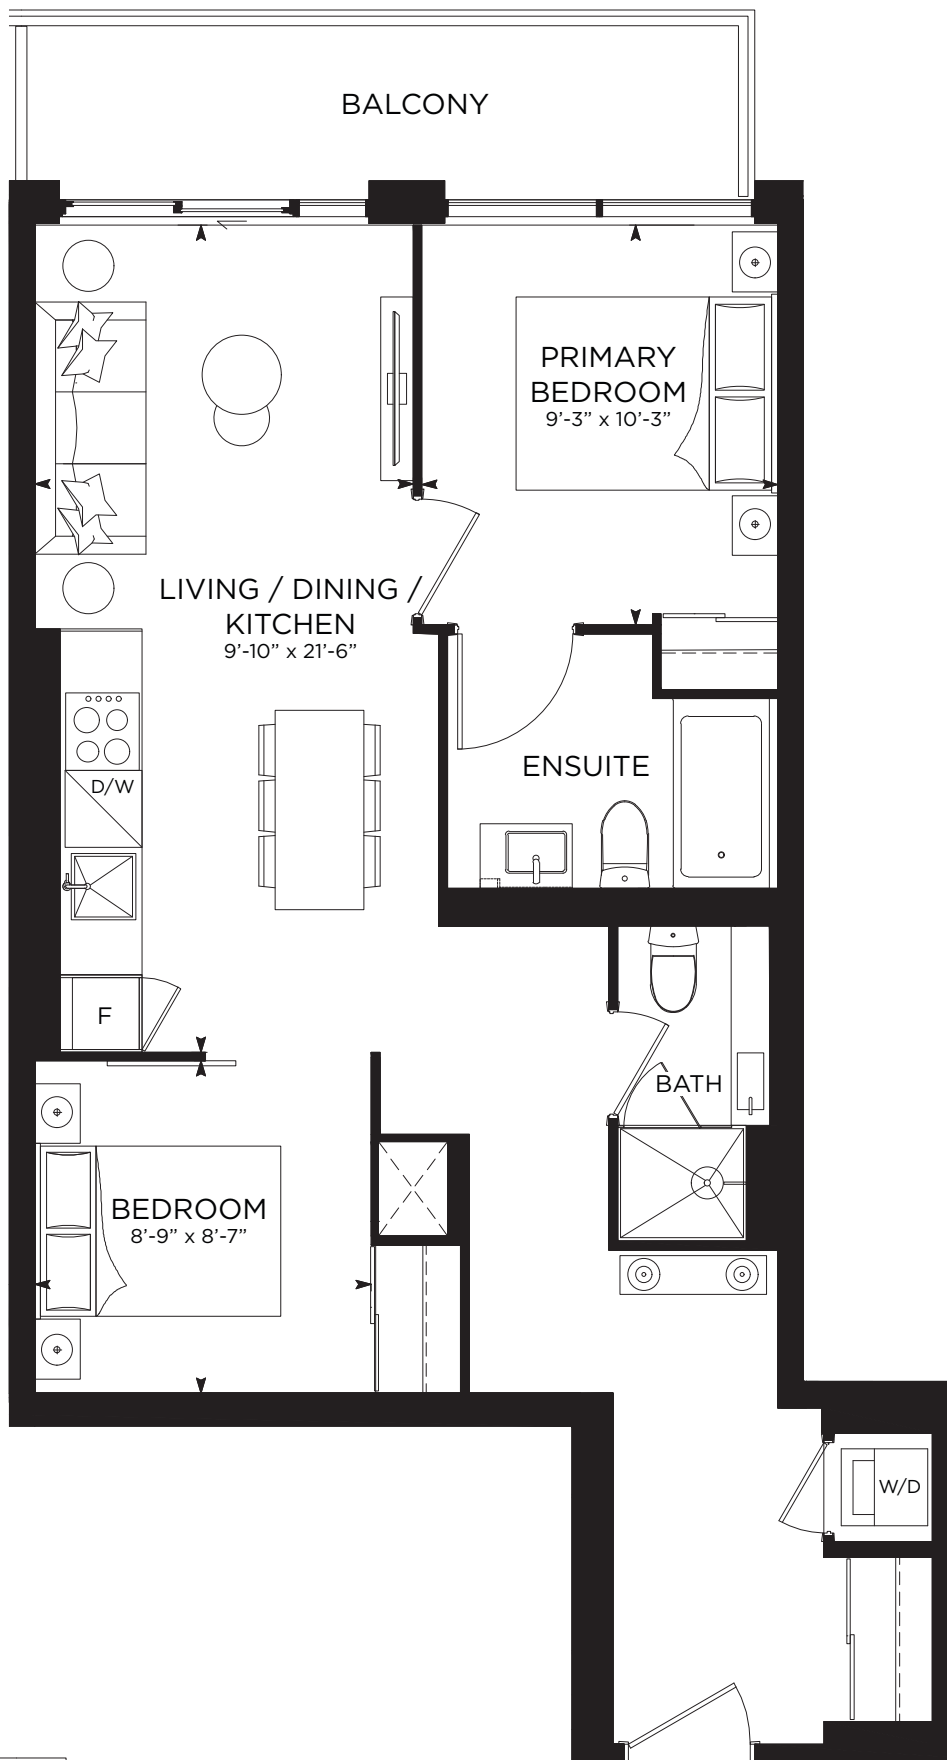 BALCONY
PRIMARY
BEDROOM
9’-3” x 10’-3”
LIVING / DINING /
KITCHEN
9’-10” x 21’-6”
ENSUITE
D/W
F
BATH
BEDROOM
8’-9” x 8’-7”
W/D